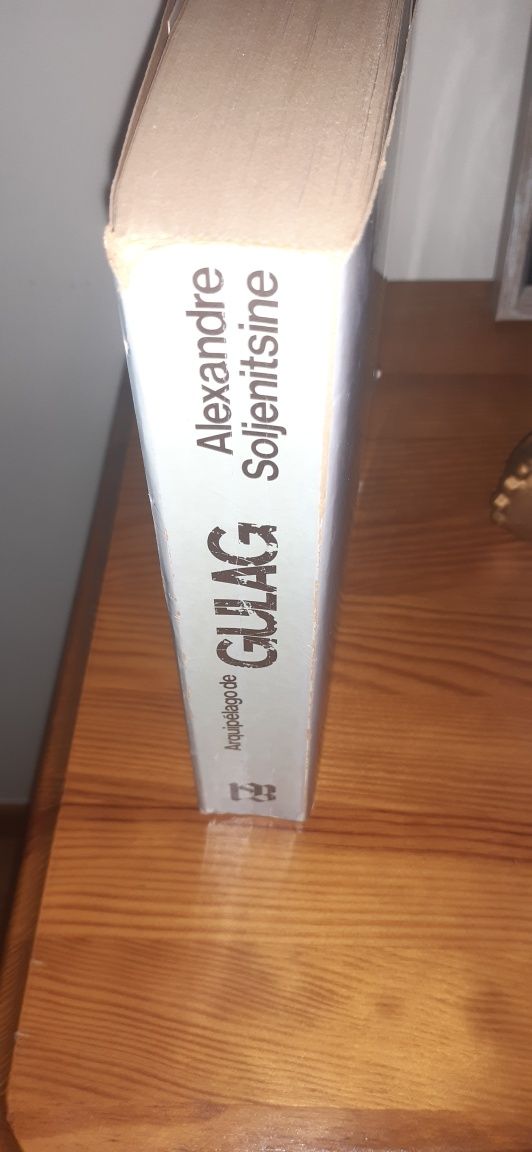 Alexandre
Soljenitsine
Arquipélago de
GULAG